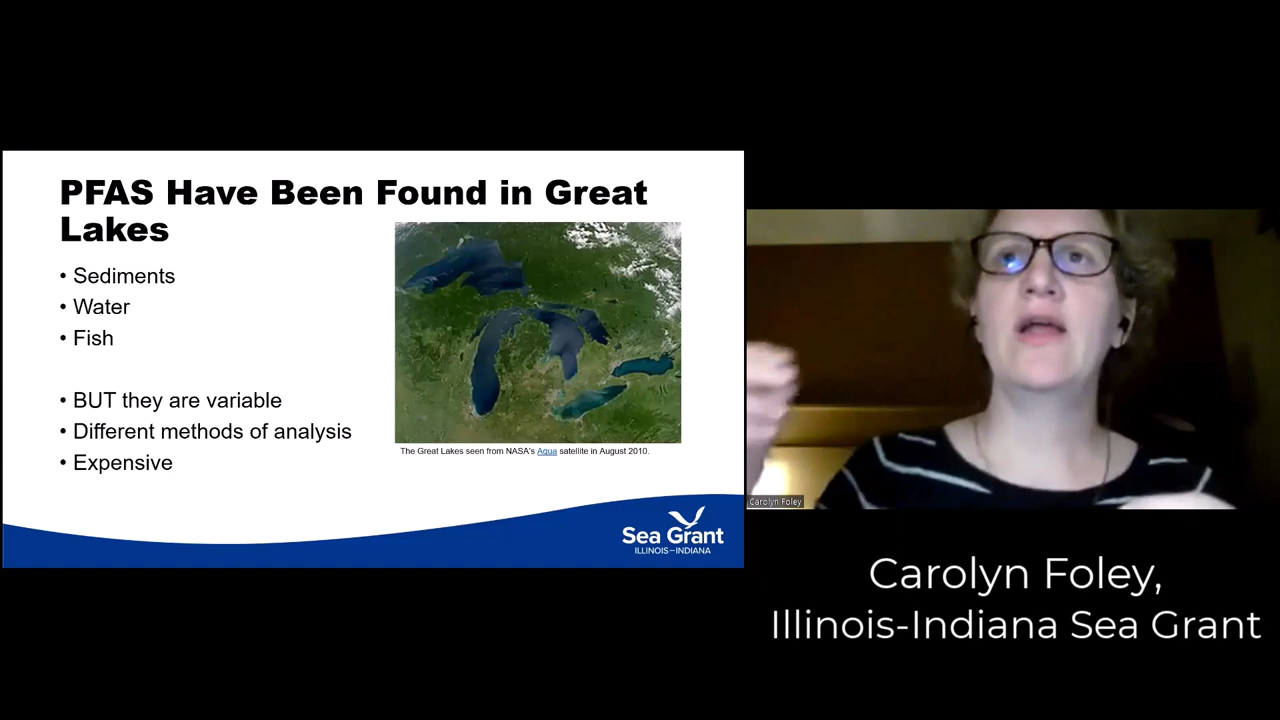 PFAS Have Been Found in Great
Lakes
• Sediments
• Water
• Fish
• BUT they are variable
• Different methods of analysis
• Expensive
The Great Lakes seen from NASA's Aqua satellite in August 2010.
Sea Grant
ILLINOIS–INDIANA
Carolyn Foley
Carolyn Foley,
Illinois-Indiana Sea Grant